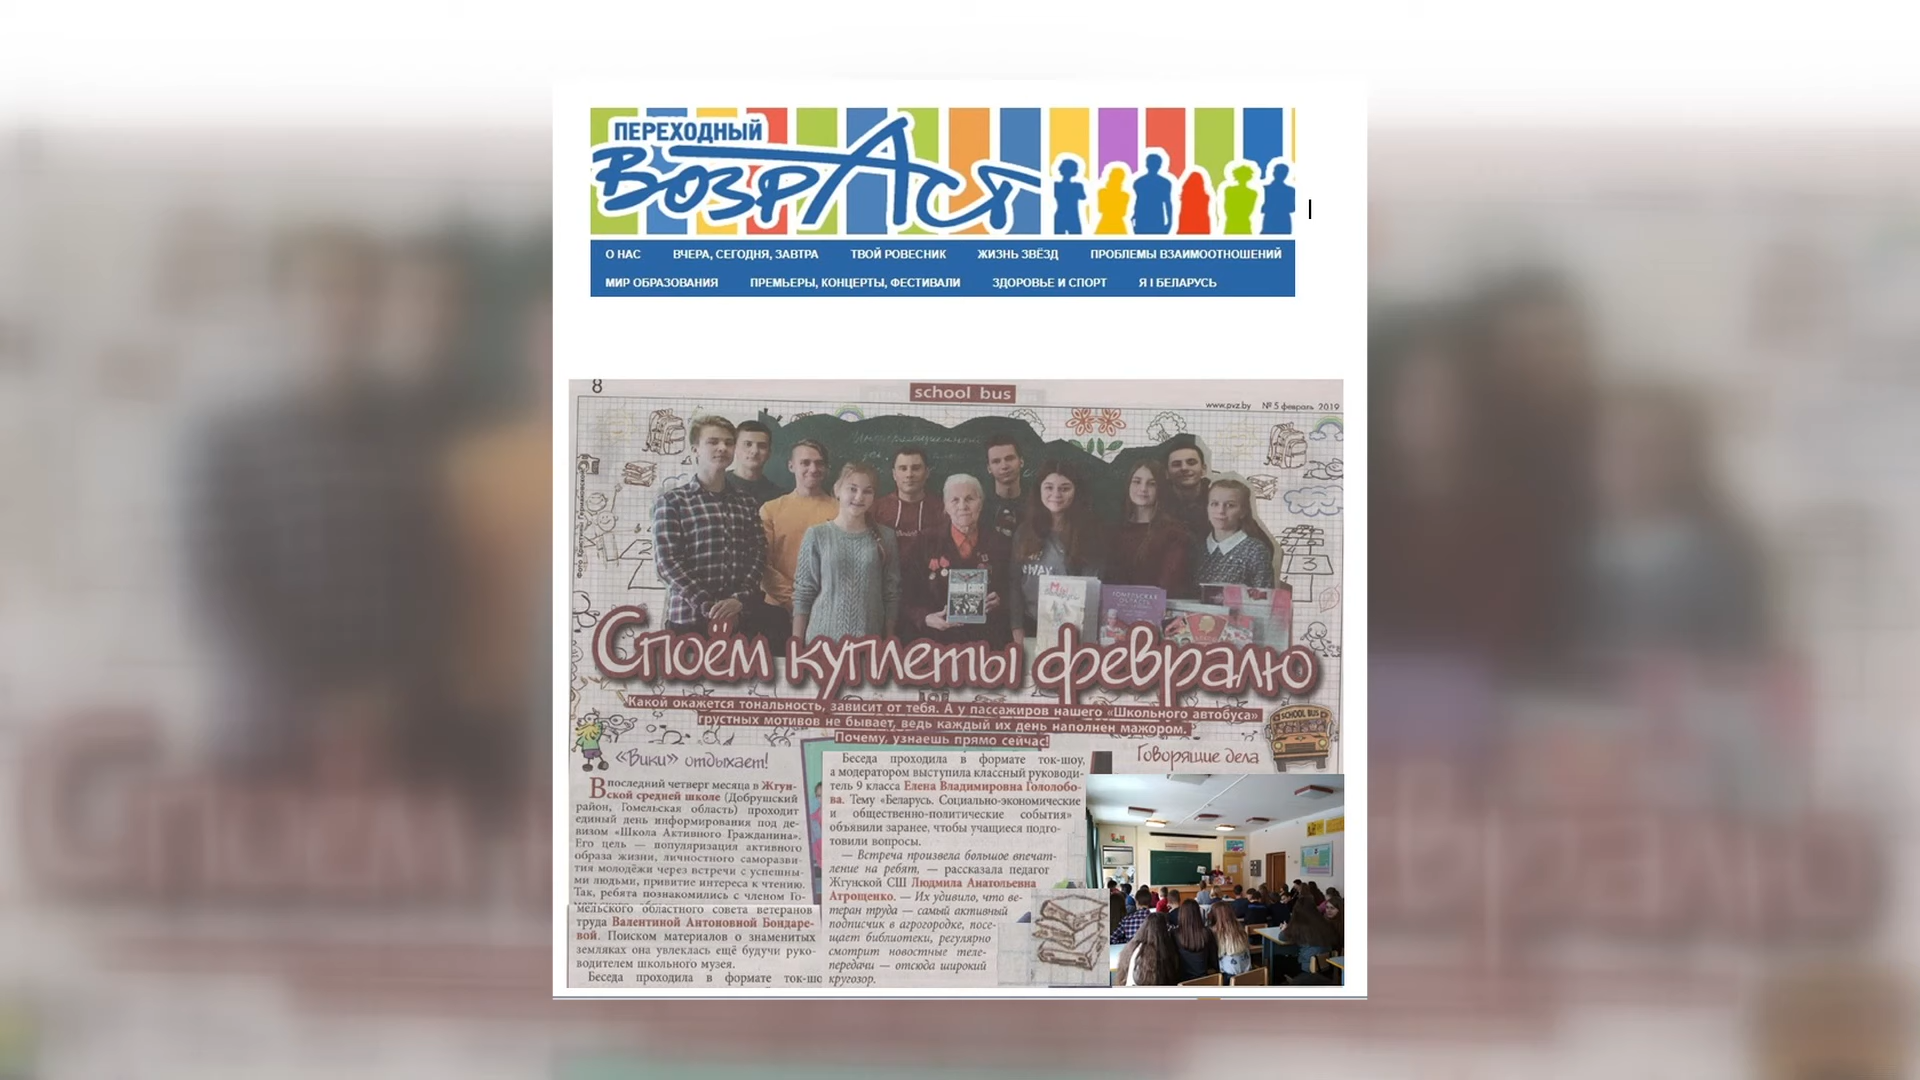 ПЕРЕХОДНЫЙ
ВОЗРАСТ
О НАС ВЧЕРА, СЕГОДНЯ, ЗАВТРА ТВОЙ РОВЕСНИК ЖИЗНЬ ЗВЁЗД ПРОБЛЕМЫ ВЗАИМООТНОШЕНИЙ
МИР ОБРАЗОВАНИЯ ПРЕМЬЕРЫ, КОНЦЕРТЫ, ФЕСТИВАЛИ ЗДОРОВЬЕ И СПОРТ Я І БЕЛАРУСЬ
8
school bus
www.pvz.by № 5 февраль 2019
Спом куплеты февралю
Какой окажется тональность, зависит от тебя. А у пассажиров нашего «Школьного автобуса»
грустных мотивов не бывает, ведь каждый их день наполнен мажором.
Почему, узнаешь прямо сейчас!
SCHOOL BUS
«Вики» отдыхает!
В последний четверг месяца в Жгун-
ской средней школе (Добрушский
район, Гомельская область) проходит
единый день информирования под де-
визом «Школа Активного Гражданина».
Его цель — популяризация активного
образа жизни, личностного саморазви-
тия молодёжи через встречи с успешны-
ми людьми, привитие интереса к чтению.
Так, ребята познакомились с членом Го-
мельского областного совета ветеранов
труда Валентиной Антоновной Бондаре-
вой. Поиском материалов о знаменитых
земляках она увлеклась ещё будучи руко-
водителем школьного музея.
Беседа проходила в формате ток-шо
Беседа проходила в формате ток-шоу,
а модератором выступила классный руководи-
тель 9 класса Елена Владимировна Гололобо-
ва. Тему «Беларусь. Социально-экономические
и общественно-политические события»
объявили заранее, чтобы учащиеся подго-
товили вопросы.
— Встреча произвела большое впечат-
ление на ребят, — рассказала педагог
Жгунской СШ Людмила Анатольевна
Атрощенко. — Их удивило, что ве-
теран труда — самый активный
подписчик в агрогородке, посе-
щает библиотеки, регулярно
смотрит новостные теле-
передачи — отсюда широкий
кругозор.
Говорящие дела